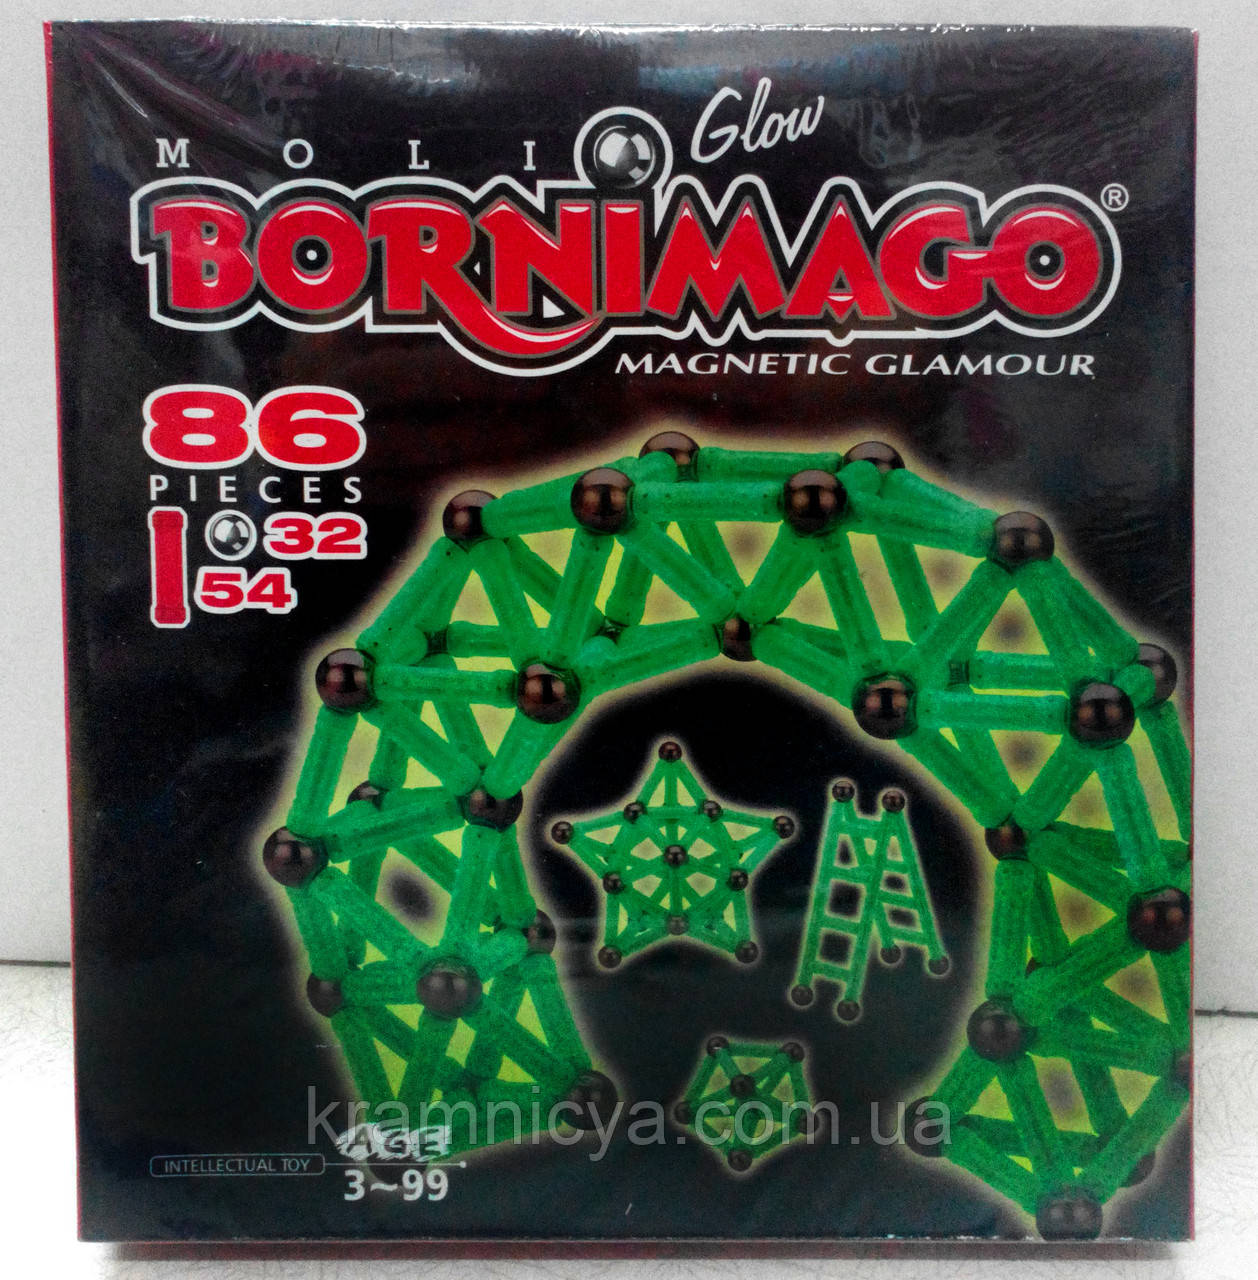 MOLI
Glow
BORNIMAGO®
MAGNETIC GLAMOUR
86
PIECES
32
54
kramnicya.com.ua
AGE
INTELLECTUAL TOY
3~99